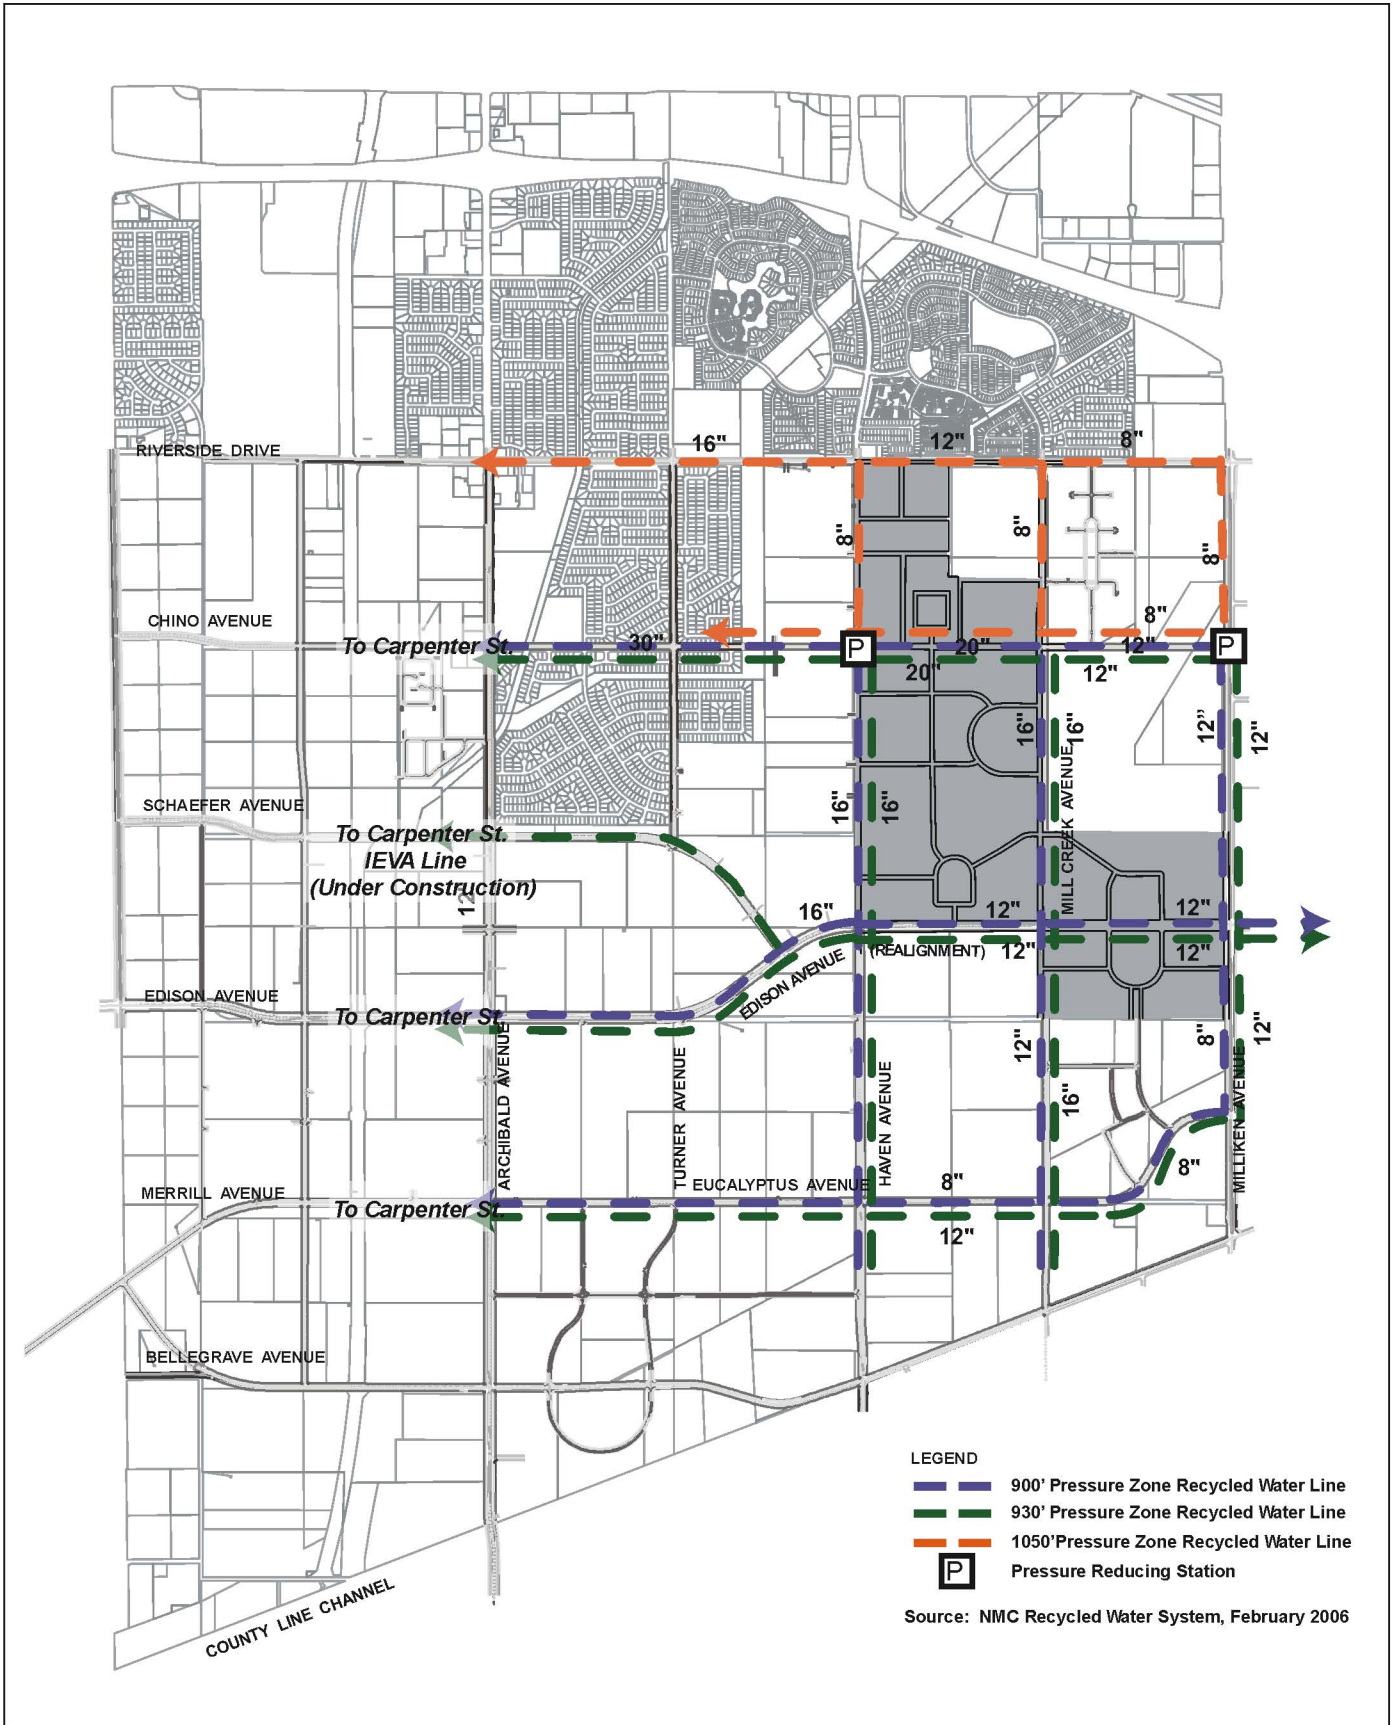 RIVERSIDE DRIVE
16"
12"
8"
8"
8"
8"
8"
CHINO AVENUE
To Carpenter St.
30"
P
20"
12"
P
20"
12"
16"
16"
12"
12"
SCHAEFER AVENUE
To Carpenter St.
IEVA Line
(Under Construction)
12"
16"
16"
MILL CREEK AVENUE
16"
12"
12"
EDISON AVENUE
(REALIGNMENT)
12"
12"
EDISON AVENUE
To Carpenter St.
ARCHIBALD AVENUE
TURNER AVENUE
HAVEN AVENUE
12"
16"
8"
12"
MILLIKEN AVENUE
8"
MERRILL AVENUE
To Carpenter St.
EUCALYPTUS AVENUE
8"
12"
BELLEGRAVE AVENUE
COUNTY LINE CHANNEL
LEGEND
900' Pressure Zone Recycled Water Line
930' Pressure Zone Recycled Water Line
1050'Pressure Zone Recycled Water Line
P Pressure Reducing Station
Source: NMC Recycled Water System, February 2006